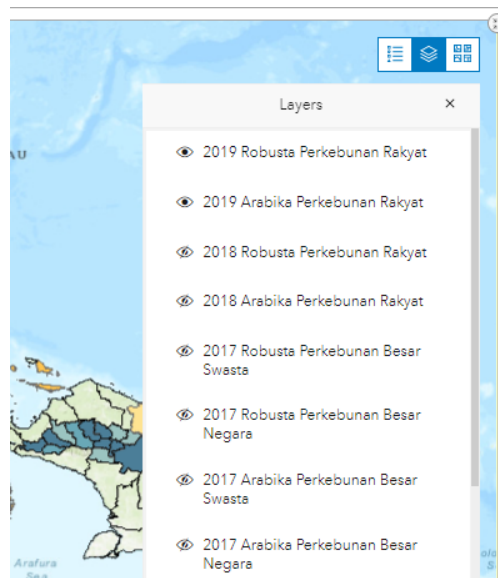 Layers
AU
2019 Robusta Perkebunan Rakyat
2019 Arabika Perkebunan Rakyat
2018 Robusta Perkebunan Rakyat
2018 Arabika Perkebunan Rakyat
2017 Robusta Perkebunan Besar
Swasta
2017 Robusta Perkebunan Besar
Negara
2017 Arabika Perkebunan Besar
Swasta
2017 Arabika Perkebunan Besar
Negara
Arafura
Sea